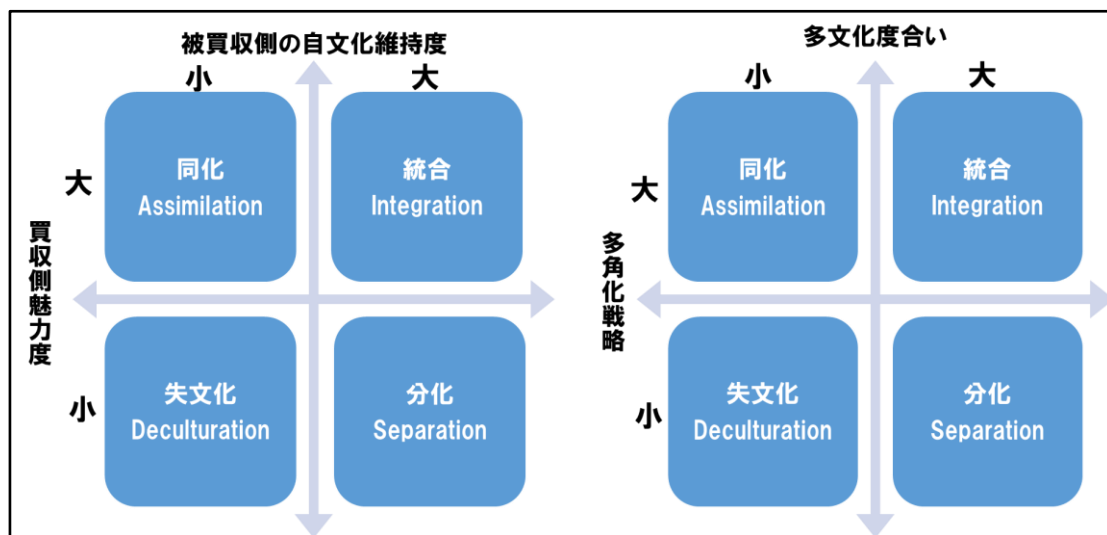 被買収側の自文化維持度
小
大
大
小
買収側魅力度
同化
Assimilation
統合
Integration
失文化
Deculturation
分化
Separation
多文化度合い
小
大
大
小
多角化戦略
同化
Assimilation
統合
Integration
失文化
Deculturation
分化
Separation